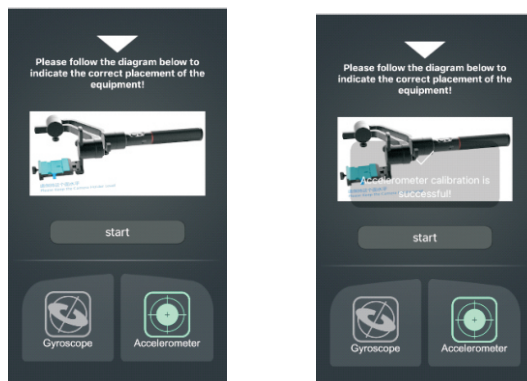 Please follow the diagram below to
indicate the correct placement of the
equipment!
start
Gyroscope
Accelerometer
Please follow the diagram below to
indicate the correct placement of the
equipment!
Accelerometer calibration is
successful!
start
Gyroscope
Accelerometer